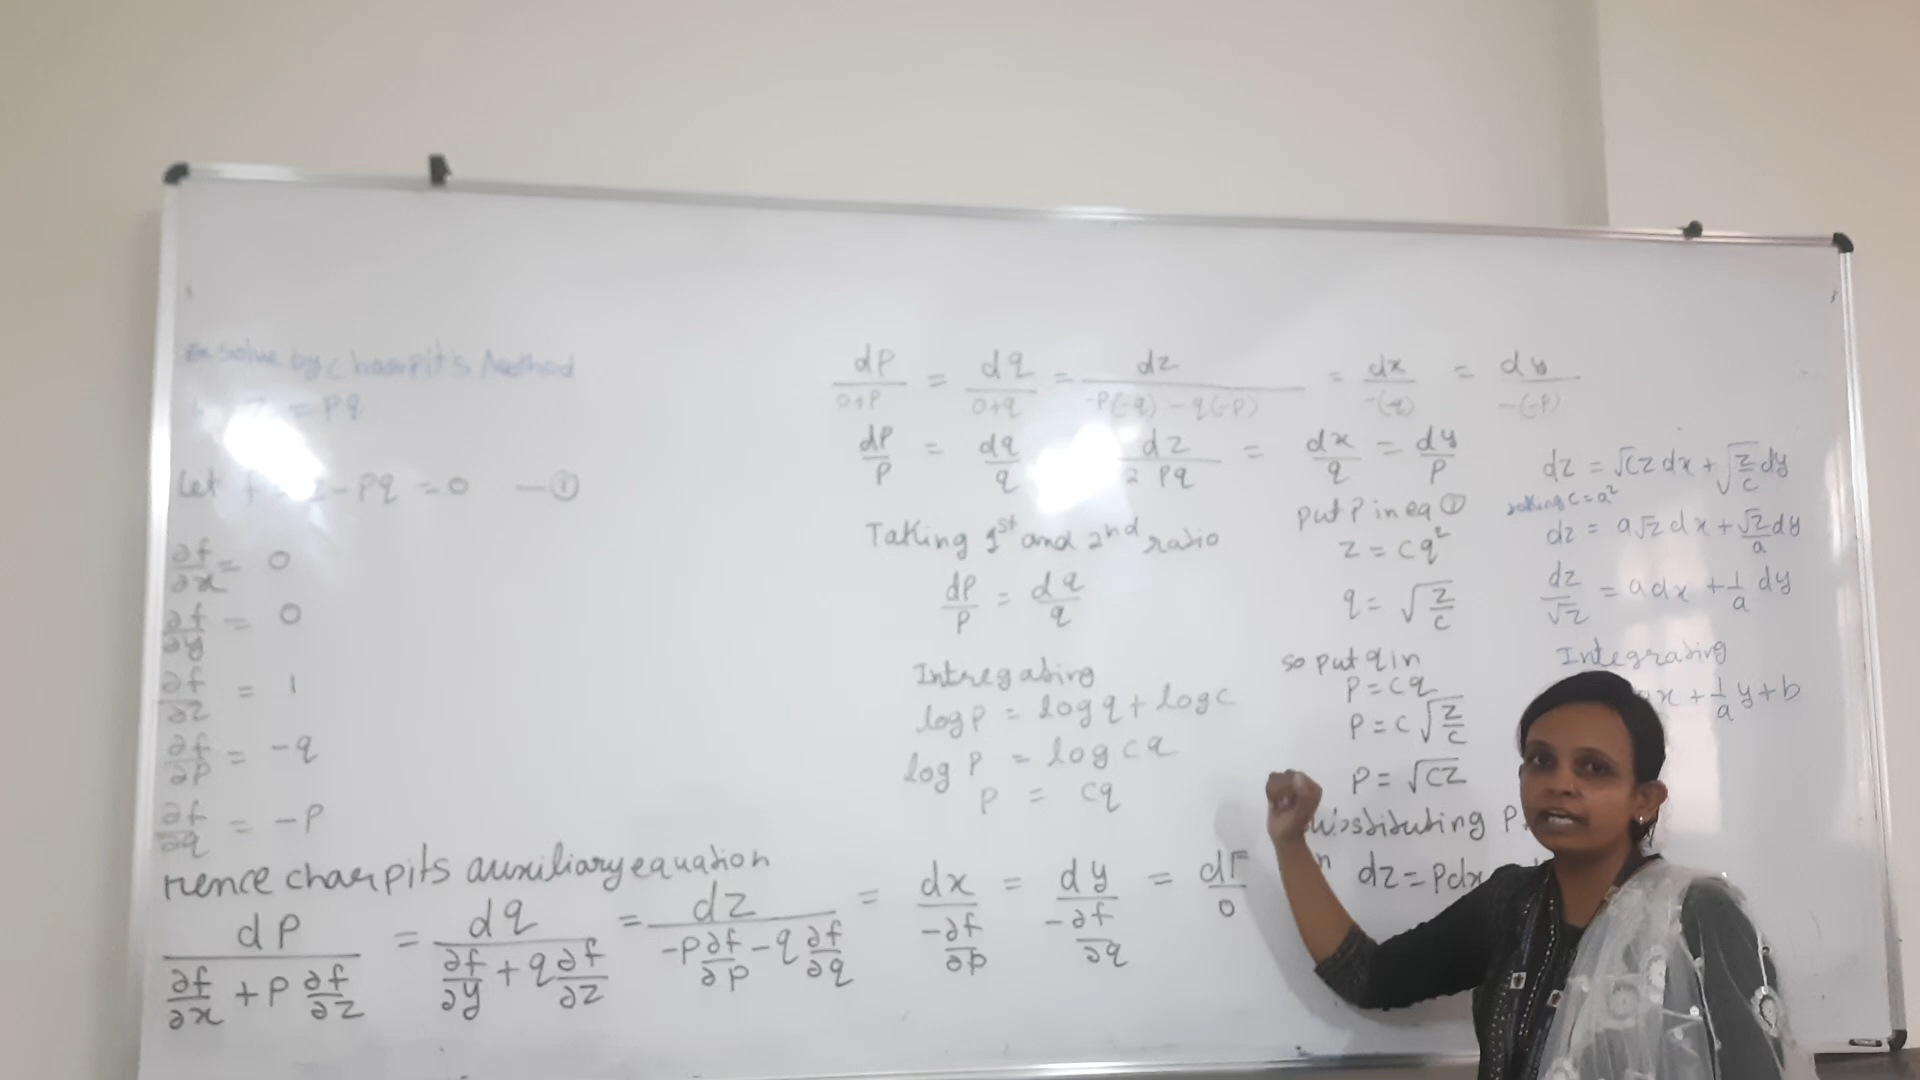 Ex solve by Charpit's Method
z = pq
Let f = z - pq = 0 —①
∂f/∂x = 0
∂f/∂y = 0
∂f/∂z = 1
∂f/∂p = -q
∂f/∂q = -p
Hence charpits auxiliary equation
dp/(∂f/∂x + p ∂f/∂z) = dq/(∂f/∂y + q ∂f/∂z) = dz/(-p ∂f/∂p - q ∂f/∂q) = dx/(-∂f/∂p) = dy/(-∂f/∂q) = dF/0
dp/(0+p) = dq/(0+q) = dz/(-p(-q) - q(-p)) = dx/(-(-q)) = dy/(-(-p))
dp/p = dq/q dz/(2pq) = dx/q = dy/p
Taking 1st and 2nd ratio
dp/p = dq/q
Intregating
log p = log q + log c
log p = log cq
p = cq
put p in eq ①
z = cq²
q = √(z/c)
so put q in
p = cq
p = c√(z/c)
p = √cz
dz = pdx
dz = √cz dx + √(z/c) dy
taking c = a²
dz = a√z dx + √z/a dy
dz/√z = a dx + 1/a dy
Integrating
x + 1/a y + b